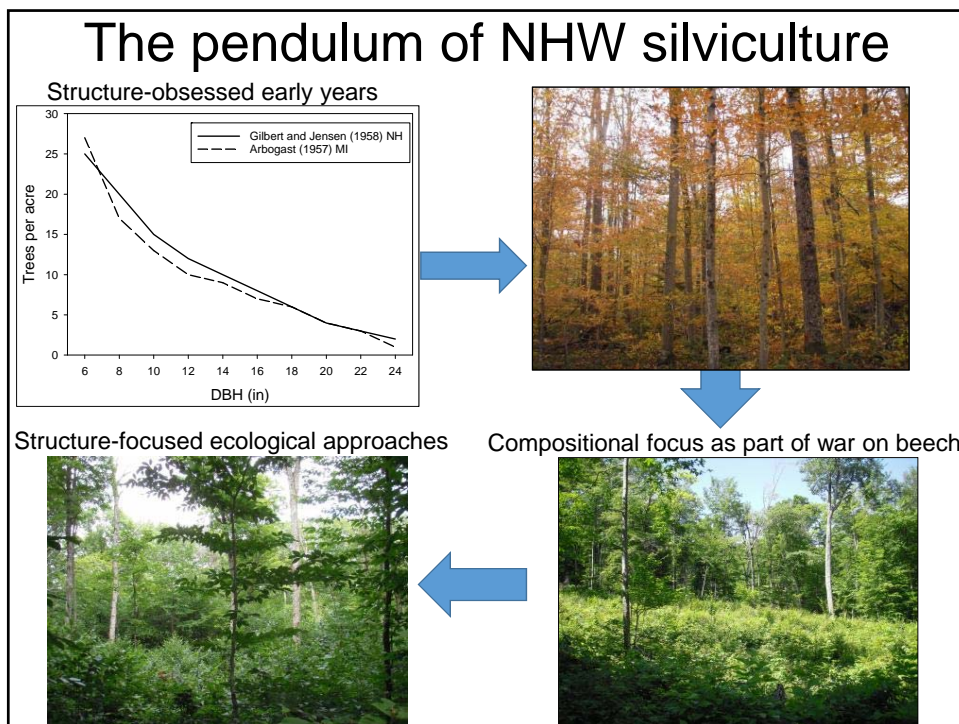 The pendulum of NHW silviculture
Structure-obsessed early years
30
25
20
15
10
5
0
Trees per acre
Gilbert and Jensen (1958) NH
Arbogast (1957) MI
6 8 10 12 14 16 18 20 22 24
DBH (in)
Structure-focused ecological approaches
Compositional focus as part of war on beech